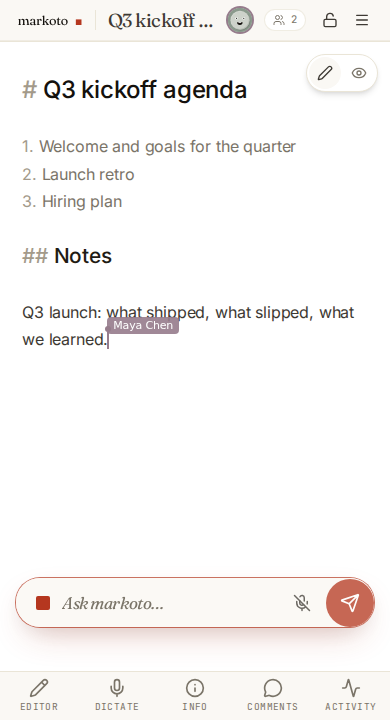 markoto
Q3 kickoff ...
2
# Q3 kickoff agenda
1. Welcome and goals for the quarter
2. Launch retro
3. Hiring plan
## Notes
Q3 launch: what shipped, what slipped, what
we learned.
Maya Chen
Ask markoto...
EDITOR
DICTATE
INFO
COMMENTS
ACTIVITY